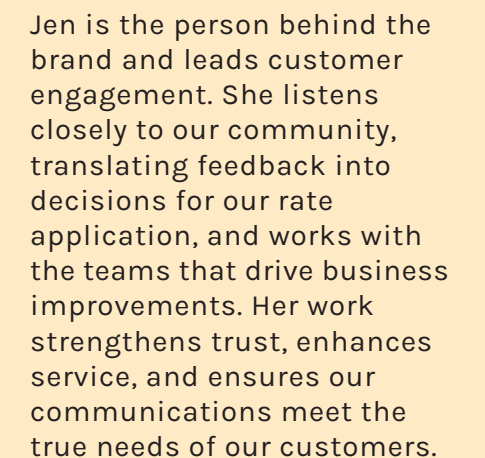 Jen is the person behind the
brand and leads customer
engagement. She listens
closely to our community,
translating feedback into
decisions for our rate
application, and works with
the teams that drive business
improvements. Her work
strengthens trust, enhances
service, and ensures our
communications meet the
true needs of our customers.